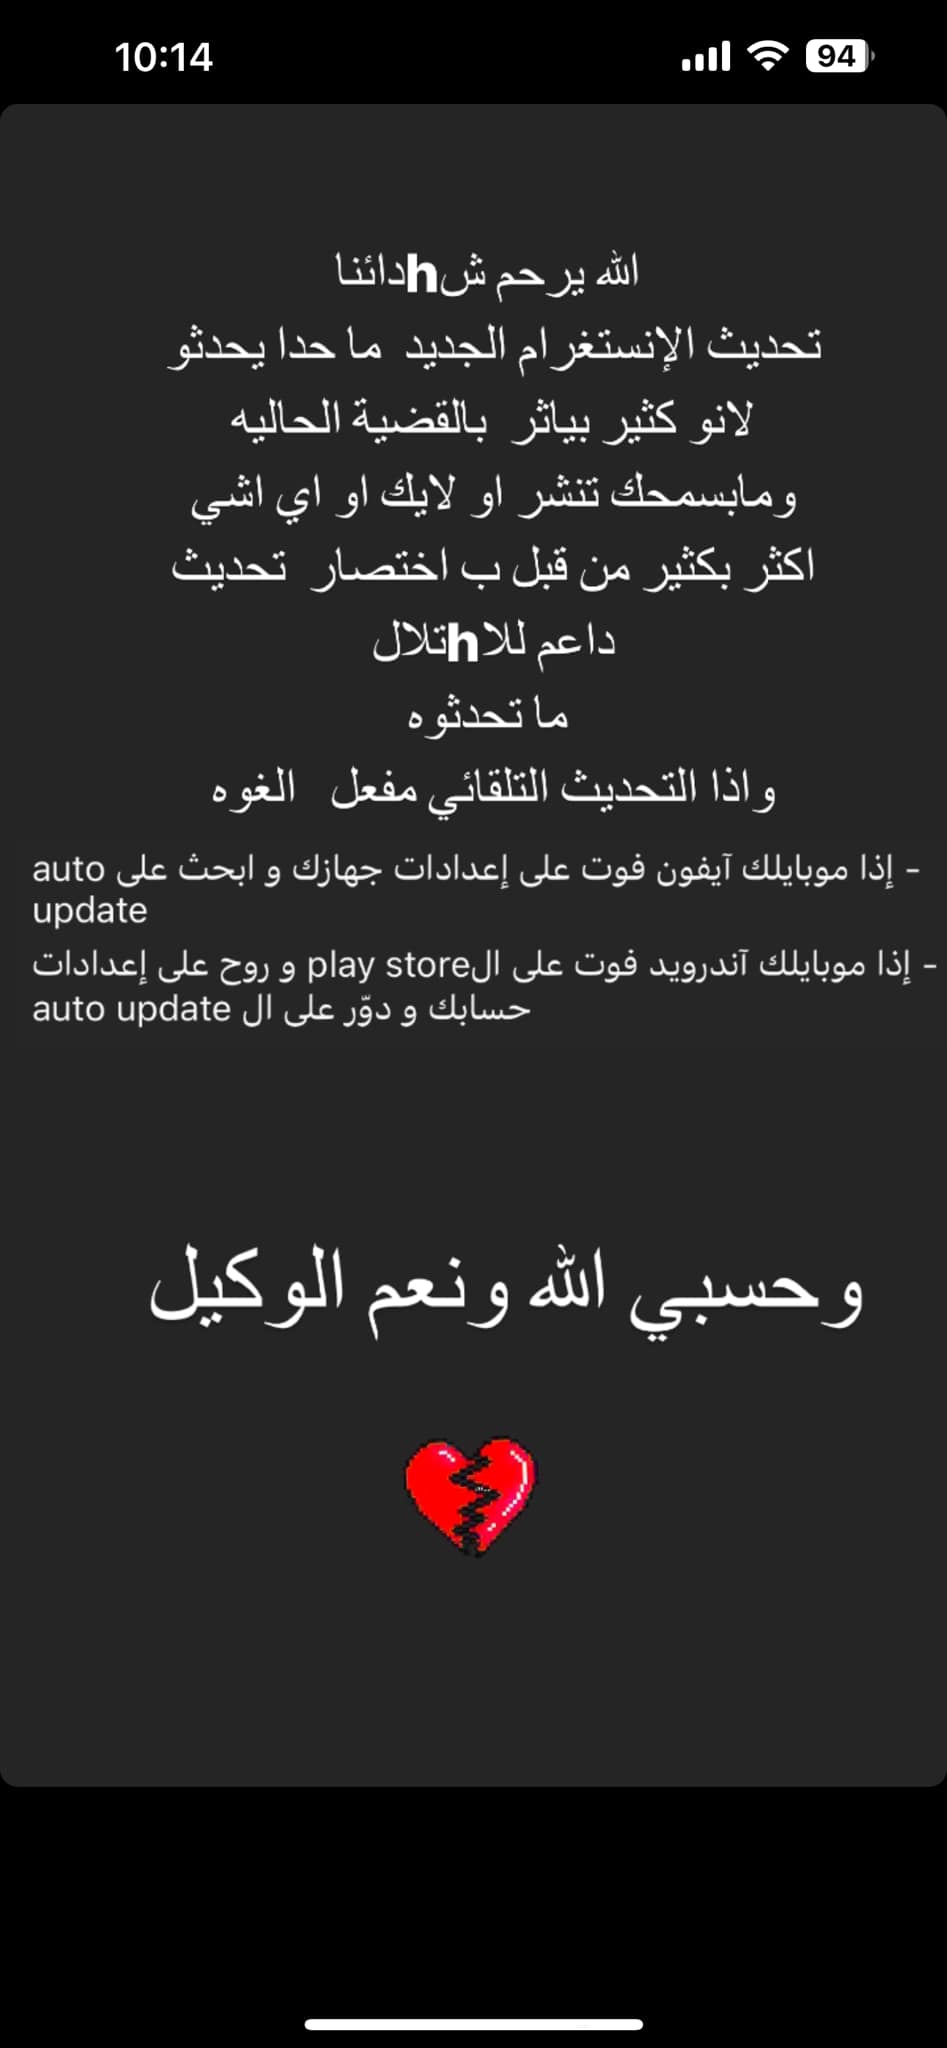 10:14
94
الله يرحم شhدائنا
تحديث الإنستغرام الجديد ما حدا يحدثو
لانو كثير بياثر بالقضية الحاليه
ومابسمحك تنشر او لايك او اي اشي
اكثر بكثير من قبل ب اختصار تحديث
داعم للاhتلال
ما تحدثوه
و اذا التحديث التلقائي مفعل الغوه
- إذا موبايلك آيفون فوت على إعدادات جهازك و ابحث على auto
update
- إذا موبايلك آندرويد فوت على الplay store و روح على إعدادات
حسابك و دوّر على ال auto update
و حسبي الله و نعم الوكيل